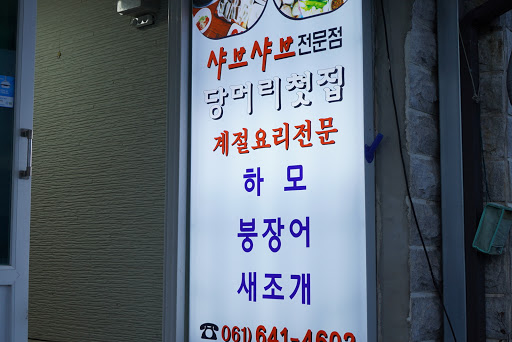 샤브샤브전문점
당머리첫집
계절요리전문
하모
붕장어
새조개
☎061)641-4602